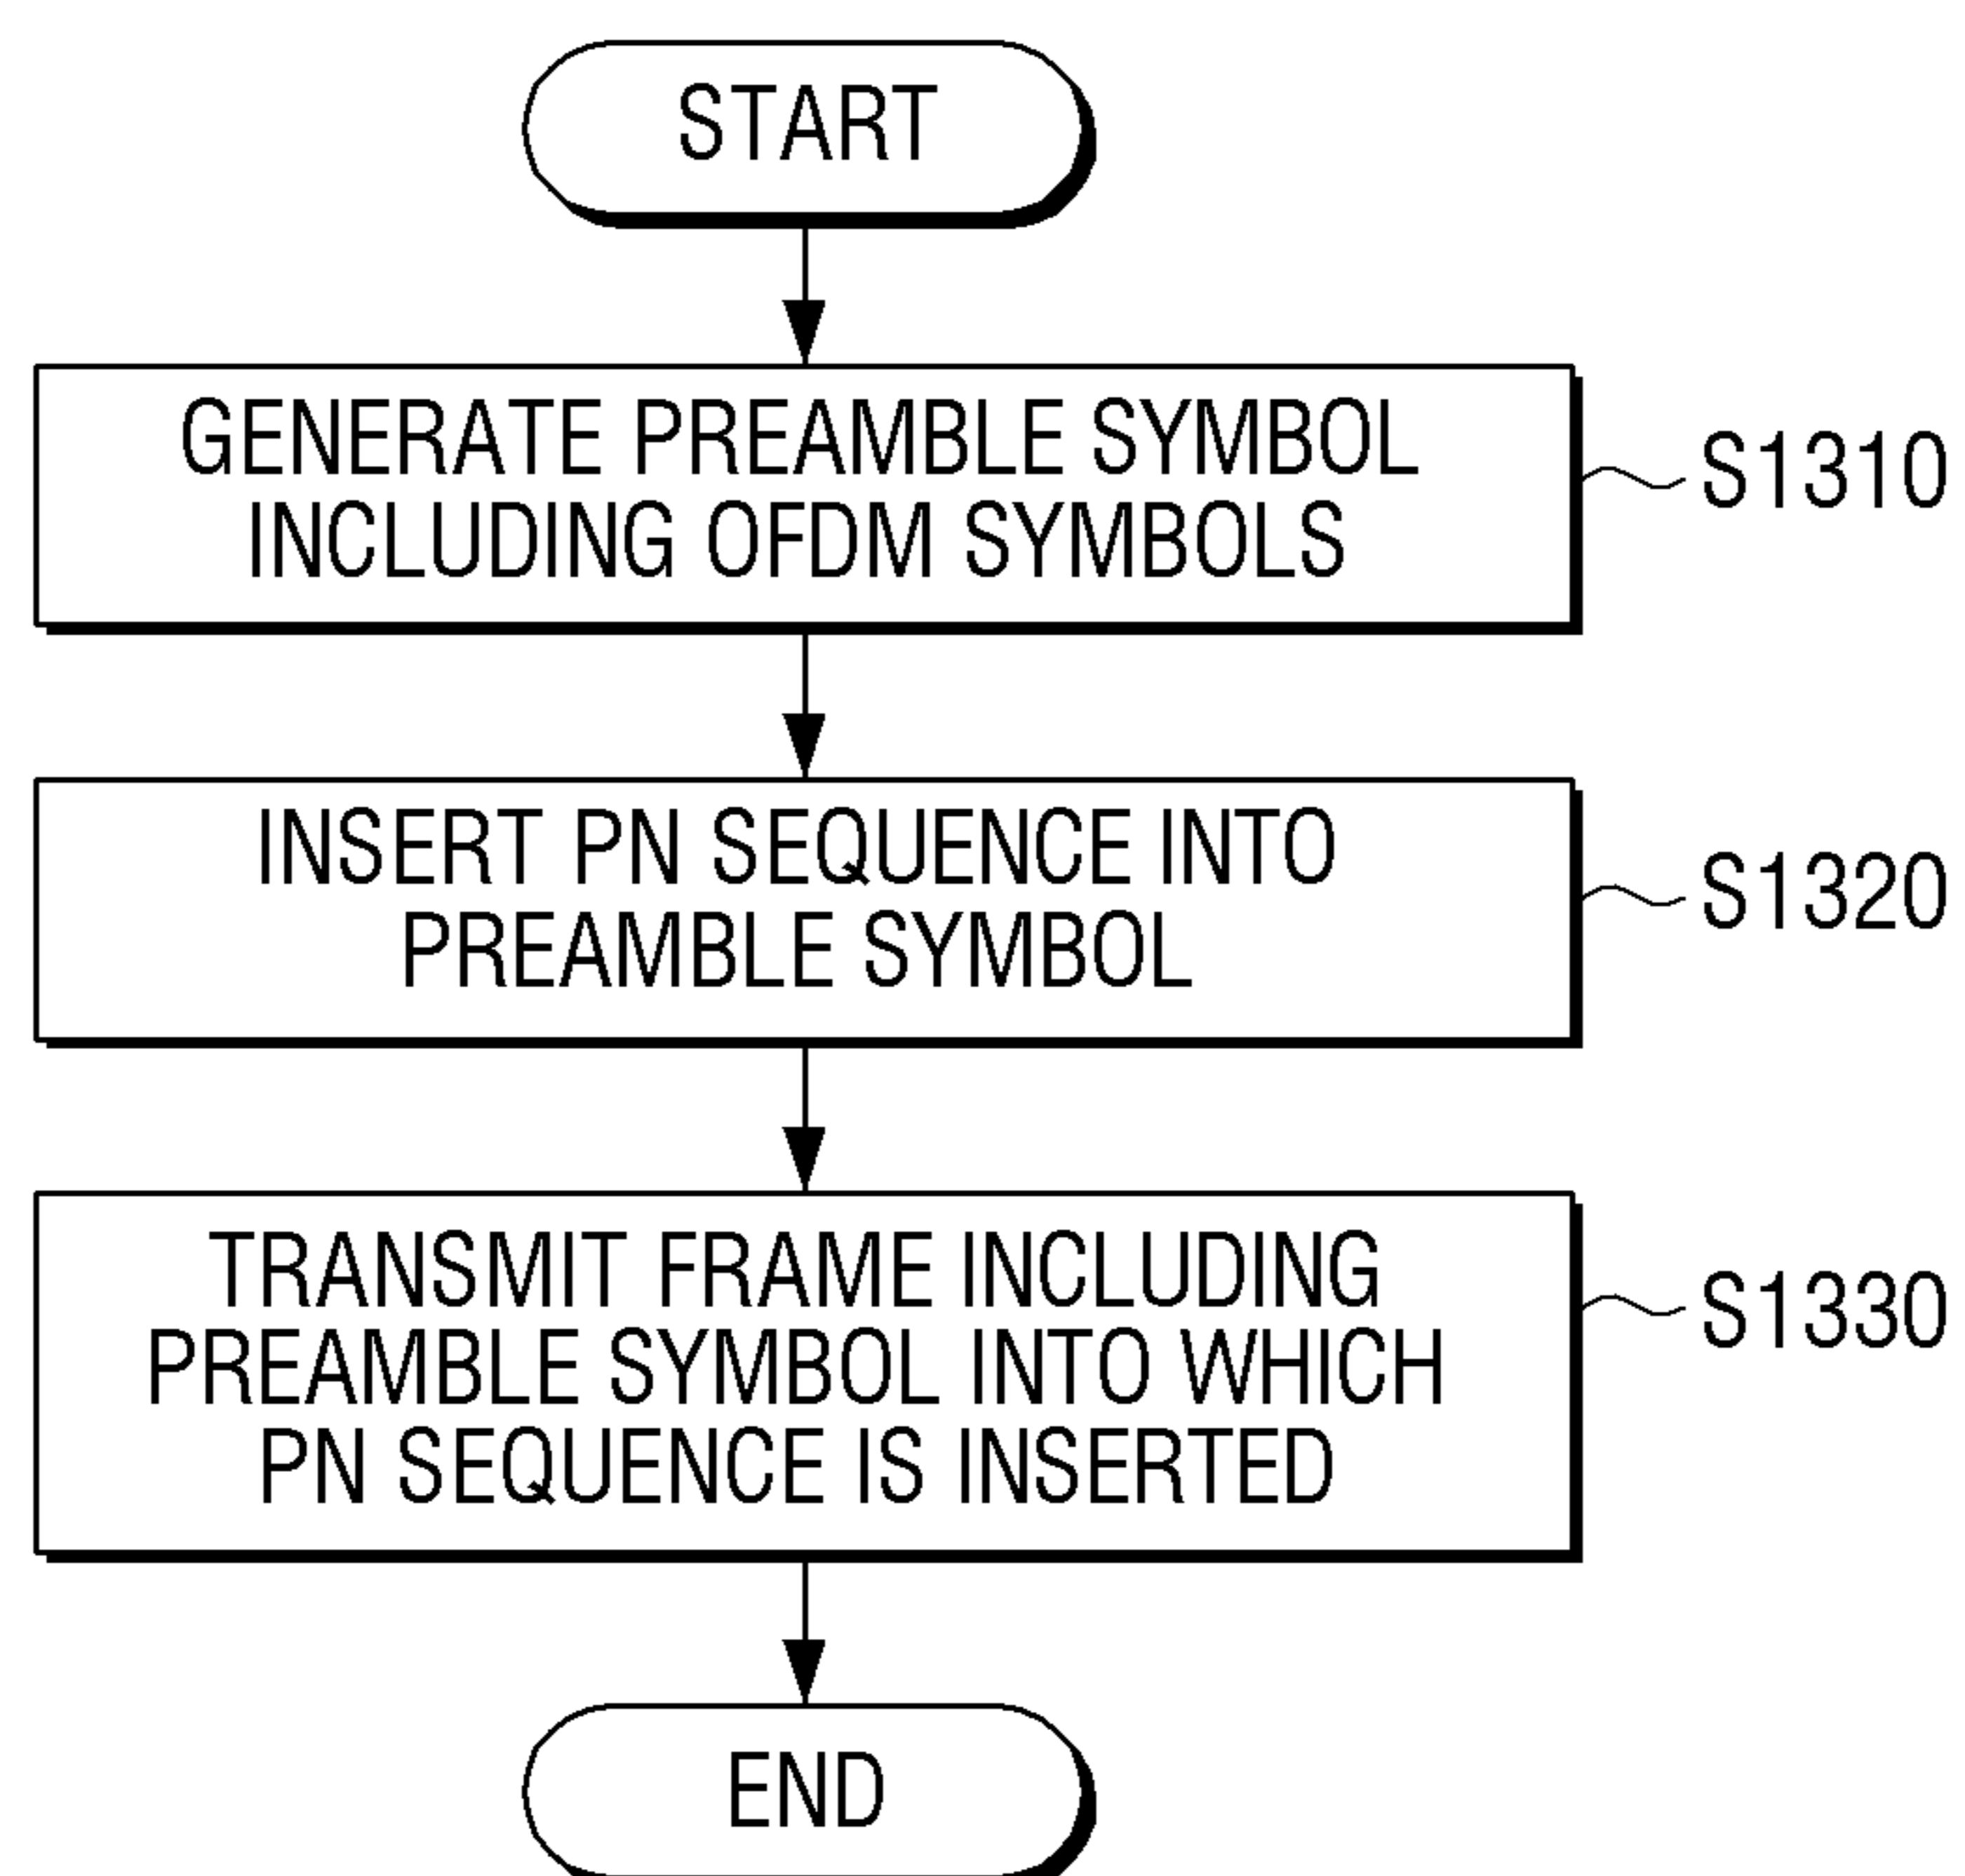 START
GENERATE PREAMBLE SYMBOL
INCLUDING OFDM SYMBOLS
S1310
INSERT PN SEQUENCE INTO
PREAMBLE SYMBOL
S1320
TRANSMIT FRAME INCLUDING
PREAMBLE SYMBOL INTO WHICH
PN SEQUENCE IS INSERTED
S1330
END